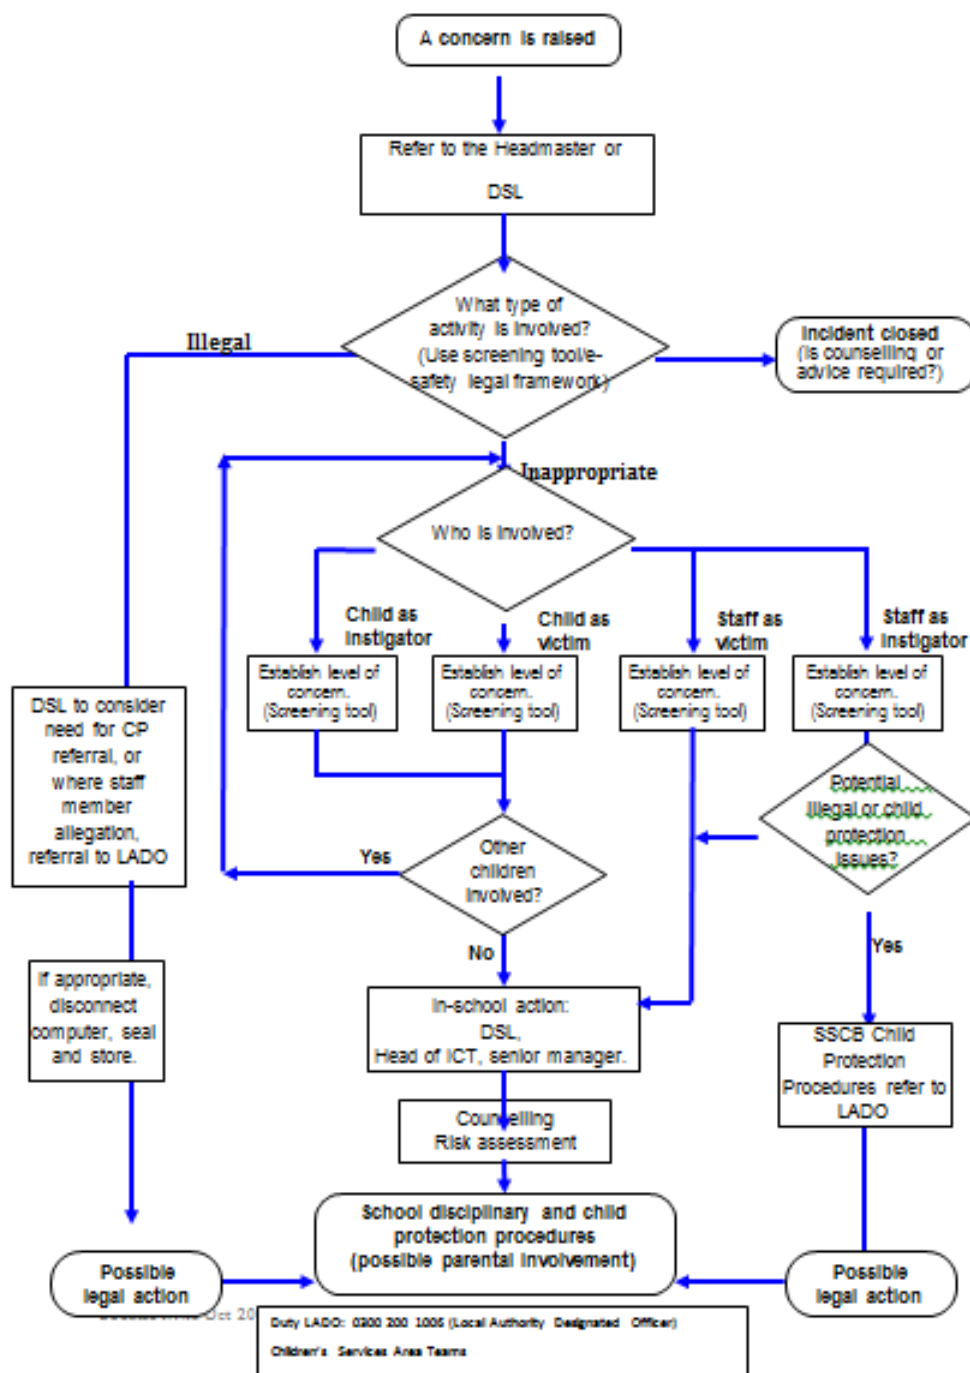 A concern is raised
Refer to the Headmaster or
DSL
What type of
activity is involved?
(Use screening tool/e-
safety legal framework)
Illegal
Incident closed
(Is counselling or
advice required?)
Inappropriate
Who is involved?
Child as
instigator
Child as
victim
Staff as
victim
Staff as
instigator
Establish level of
concern.
(Screening tool)
Establish level of
concern.
(Screening tool)
Establish level of
concern.
(Screening tool)
Establish level of
concern.
(Screening tool)
DSL to consider
need for CP
referral, or
where staff
member
allegation,
referral to LADO
Potential
illegal or child
protection
issues?
Yes
Other
children
involved?
No
Yes
If appropriate,
disconnect
computer, seal
and store.
In-school action:
DSL,
Head of ICT, senior manager.
SSCB Child
Protection
Procedures refer to
LADO
Counselling
Risk assessment
School disciplinary and child
protection procedures
(possible parental involvement)
Possible
legal action
Possible
legal action
Oct 20
Duty LADO: 0300 200 1006 (Local Authority Designated Officer)
Children's Services Area Teams